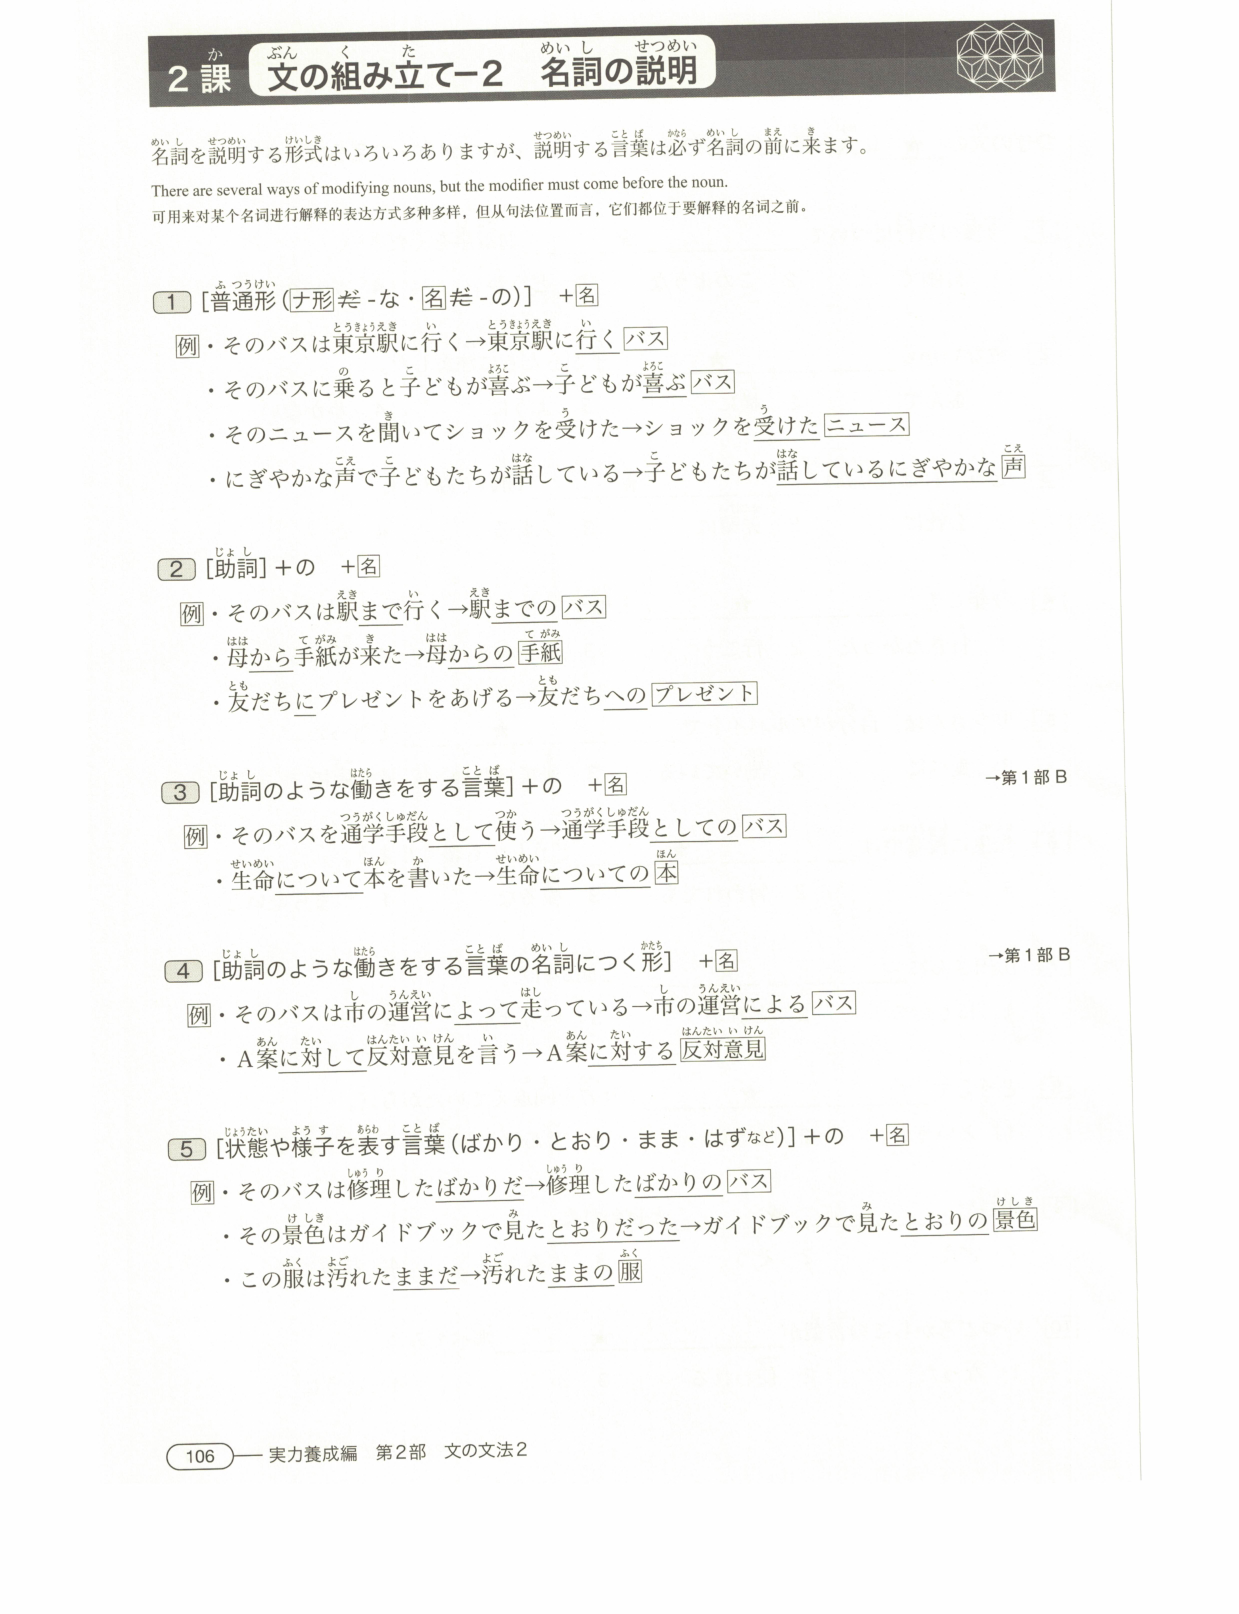 2課 文の組み立てー2 名詞の説明
名詞を説明する形式はいろいろありますが、説明する言葉は必ず名詞の前に来ます。
There are several ways of modifying nouns, but the modifier must come before the noun.
可用来对某个名词进行解释的表达方式多种多样，但从句法位置而言，它们都位于要解释的名词之前。
1 [普通形(ナ形だ -な・名だ -の)] ＋名
例・そのバスは東京駅に行く→東京駅に行くバス
・そのバスに乗ると子どもが喜ぶ→子どもが喜ぶバス
・そのニュースを聞いてショックを受けた→ショックを受けたニュース
・にぎやかな声で子どもたちが話している→子どもたちが話しているにぎやかな声
2 [助詞]＋の ＋名
例・そのバスは駅まで行く→駅までのバス
・母から手紙が来た→母からの手紙
・友だちにプレゼントをあげる→友だちへのプレゼント
3 [助詞のような働きをする言葉]＋の ＋名 →第1部B
例・そのバスを通学手段として使う→通学手段としてのバス
・生命について本を書いた→生命についての本
4 [助詞のような働きをする言葉の名詞につく形] ＋名 →第1部B
例・そのバスは市の運営によって走っている→市の運営によるバス
・A案に対して反対意見を言う→A案に対する反対意見
5 [状態や様子を表す言葉(ばかり・とおり・まま・はずなど)]＋の ＋名
例・そのバスは修理したばかりだ→修理したばかりのバス
・その景色はガイドブックで見たとおりだった→ガイドブックで見たとおりの景色
・この服は汚れたままだ→汚れたままの服
106 実力養成編 第2部 文の文法2